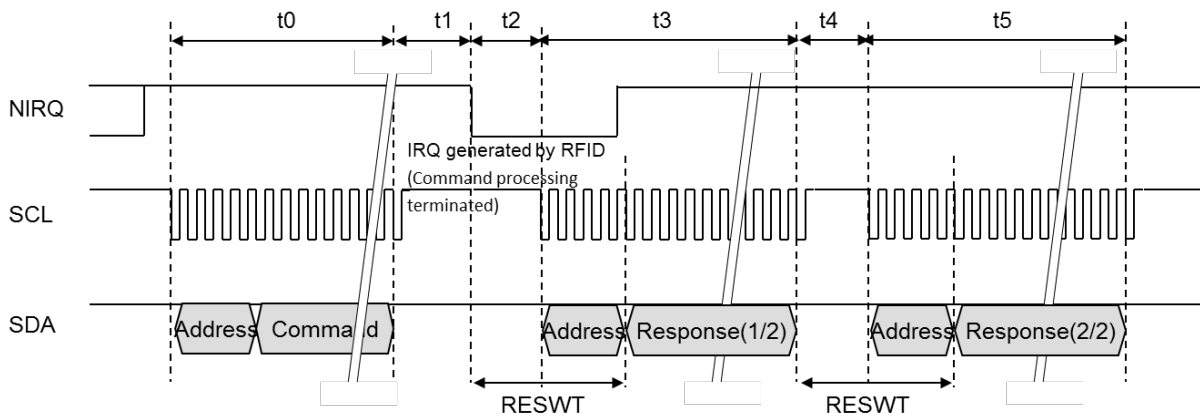 t0 t1 t2 t3 t4 t5
NIRQ
IRQ generated by RFID
(Command processing
terminated)
SCL
SDA Address Command Address Response(1/2) Address Response(2/2)
RESWT RESWT